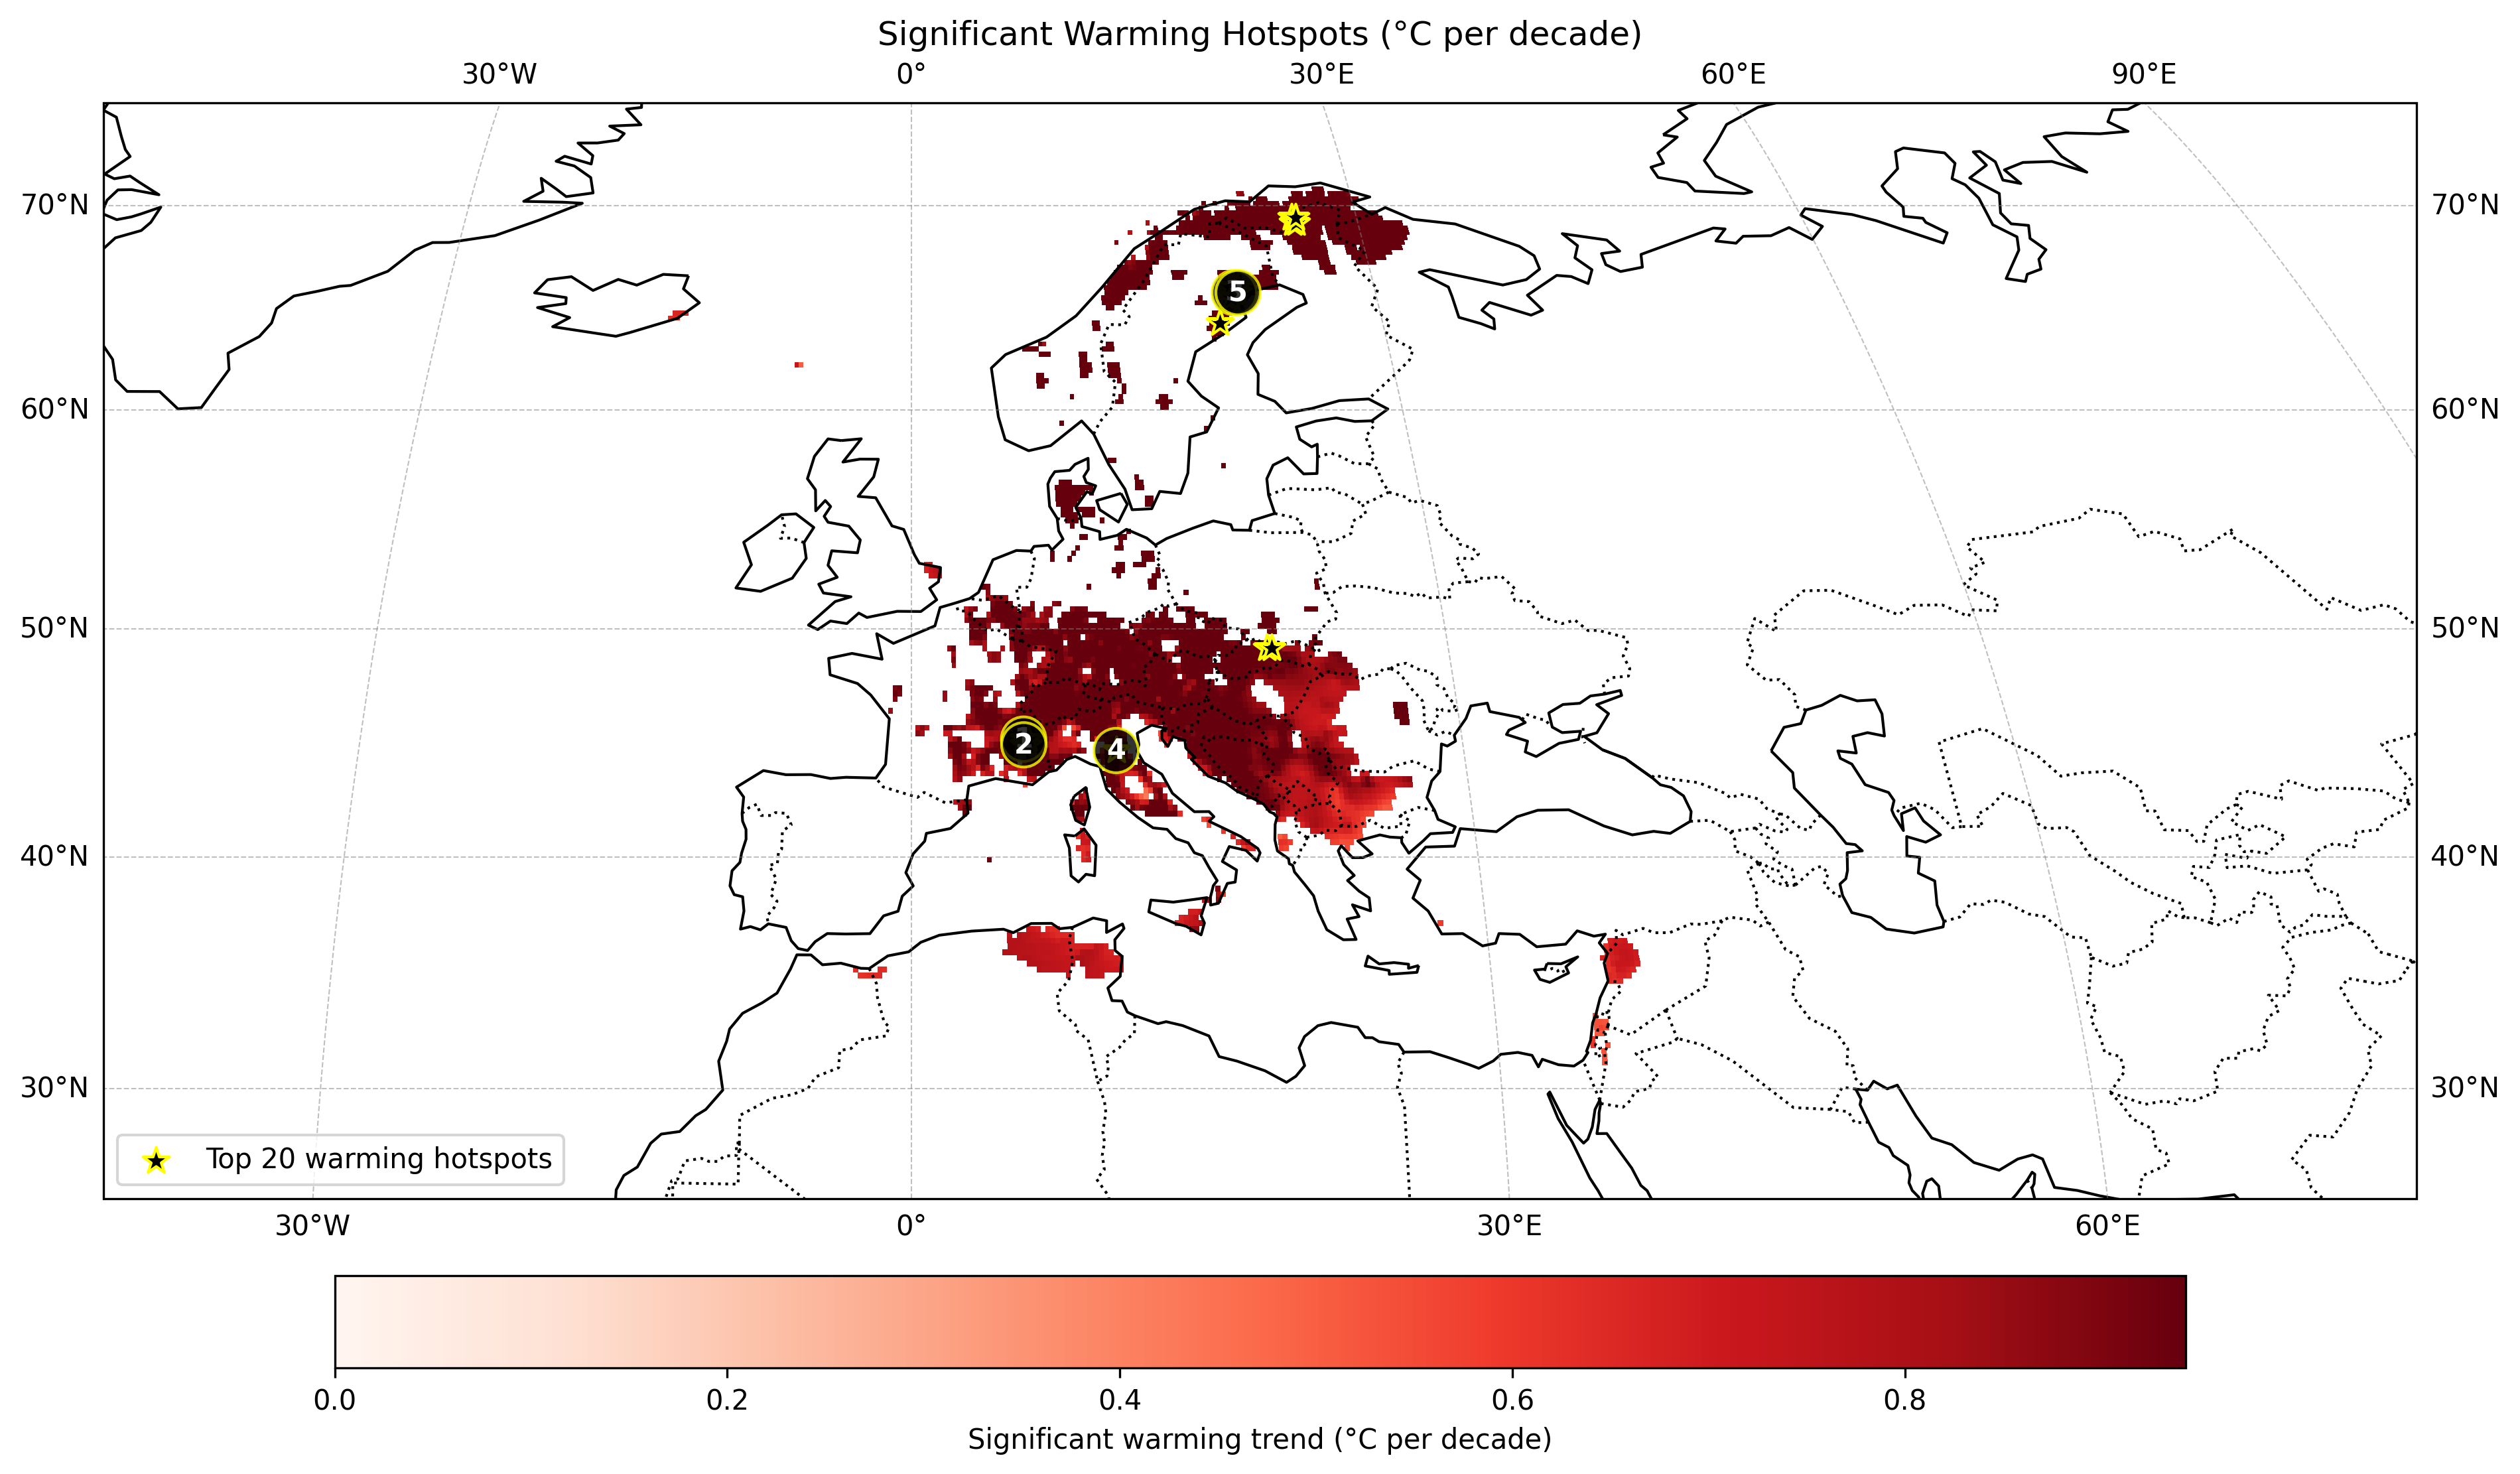 Significant Warming Hotspots (°C per decade)
30°W 0° 30°E 60°E 90°E
70°N 70°N
5
60°N 60°N
50°N 50°N
2 4
40°N 40°N
30°N 30°N
Top 20 warming hotspots
30°W 0° 30°E 60°E
0.0 0.2 0.4 0.6 0.8
Significant warming trend (°C per decade)